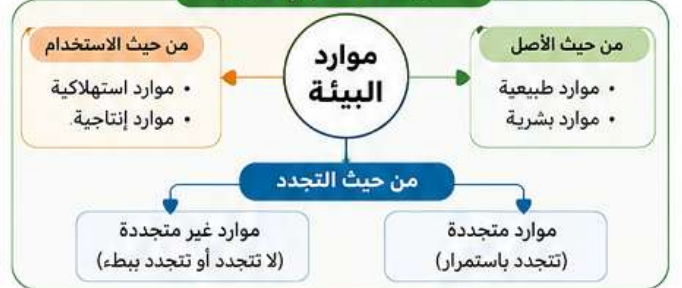 موارد
البيئة
من حيث الأصل
• موارد طبيعية
• موارد بشرية
من حيث الاستخدام
• موارد استهلاكية
• موارد إنتاجية.
من حيث التجدد
موارد متجددة
(تتجدد باستمرار)
موارد غير متجددة
(لا تتجدد أو تتجدد ببطء)